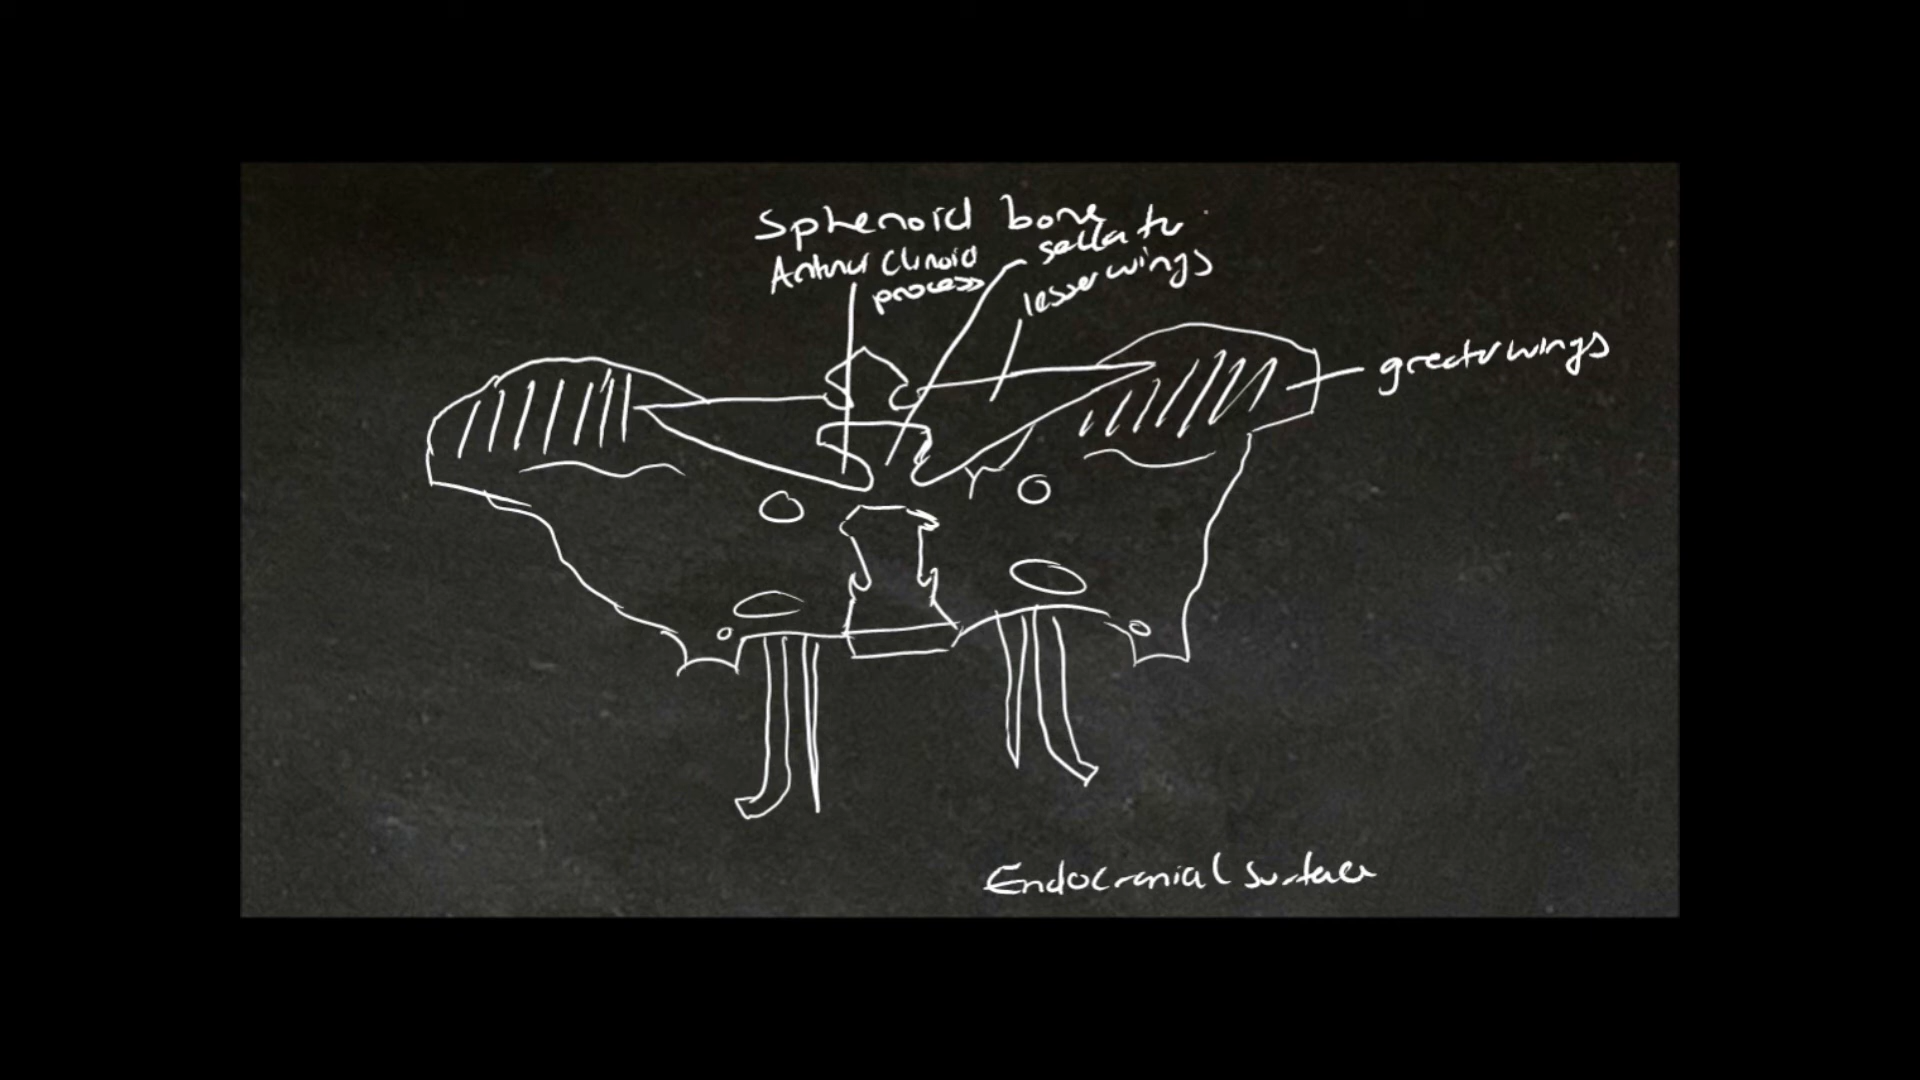 Sphenoid bone
sella tu
Anterior Clinoid
process
lesser wings
greater wings
Endocranial surface